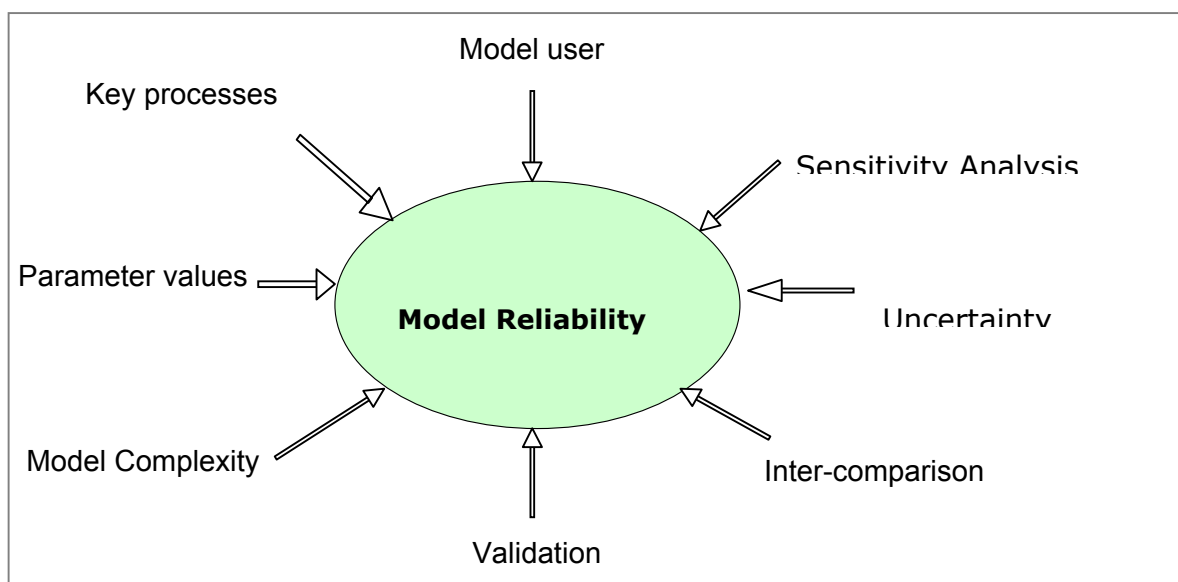 Model user
Key processes
Sensitivity Analysis
Parameter values
Model Reliability
Uncertainty
Model Complexity
Inter-comparison
Validation